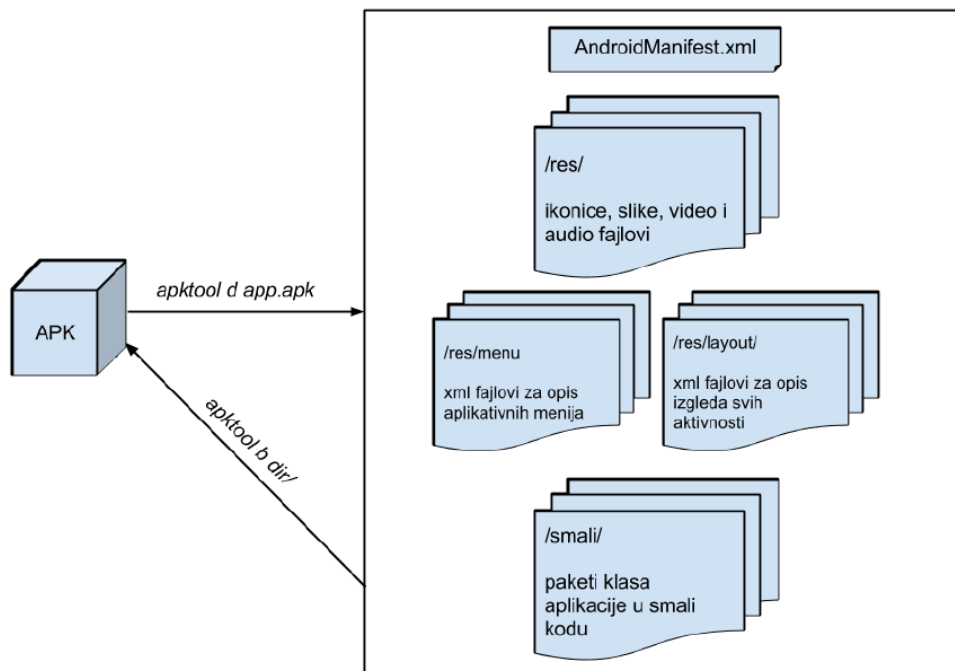 AndroidManifest.xml
/res/
ikonice, slike, video i
audio fajlovi
apktool d app.apk
APK
apktool b dir/
/res/menu
xml fajlovi za opis
aplikativnih menija
/res/layout/
xml fajlovi za opis
izgleda svih
aktivnosti
/smali/
paketi klasa
aplikacije u smali
kodu